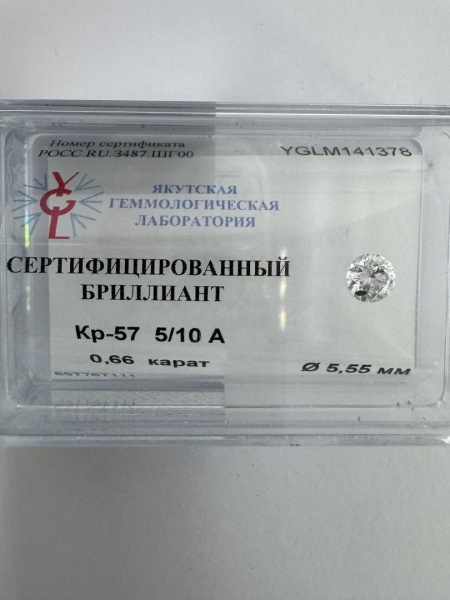 Номер сертификата
РОСС RU.3487.ШГ00
YGLM141378
YGL
ЯКУТСКАЯ
ГЕММОЛОГИЧЕСКАЯ
ЛАБОРАТОРИЯ
СЕРТИФИЦИРОВАННЫЙ
БРИЛЛИАНТ
Кр-57 5/10 А
0,66 карат
Ø 5,55 мм